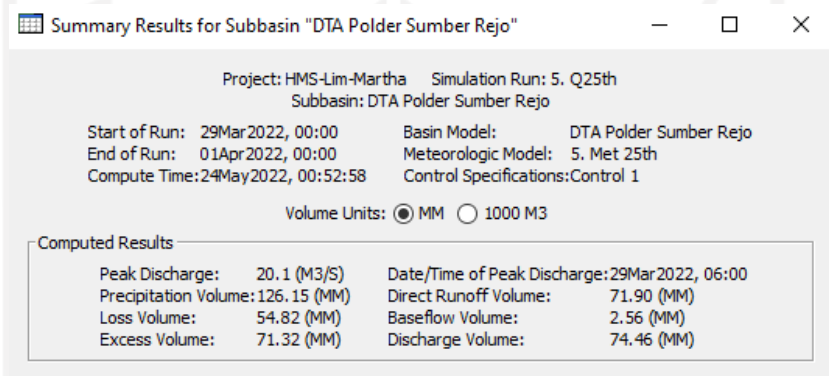 Summary Results for Subbasin "DTA Polder Sumber Rejo"
Project: HMS-Lim-Martha Simulation Run: 5. Q25th
Subbasin: DTA Polder Sumber Rejo
Start of Run: 29Mar2022, 00:00 Basin Model: DTA Polder Sumber Rejo
End of Run: 01Apr2022, 00:00 Meteorologic Model: 5. Met 25th
Compute Time:24May2022, 00:52:58 Control Specifications:Control 1
Volume Units: MM 1000 M3
Computed Results
Peak Discharge: 20.1 (M3/S) Date/Time of Peak Discharge:29Mar2022, 06:00
Precipitation Volume:126.15 (MM) Direct Runoff Volume: 71.90 (MM)
Loss Volume: 54.82 (MM) Baseflow Volume: 2.56 (MM)
Excess Volume: 71.32 (MM) Discharge Volume: 74.46 (MM)